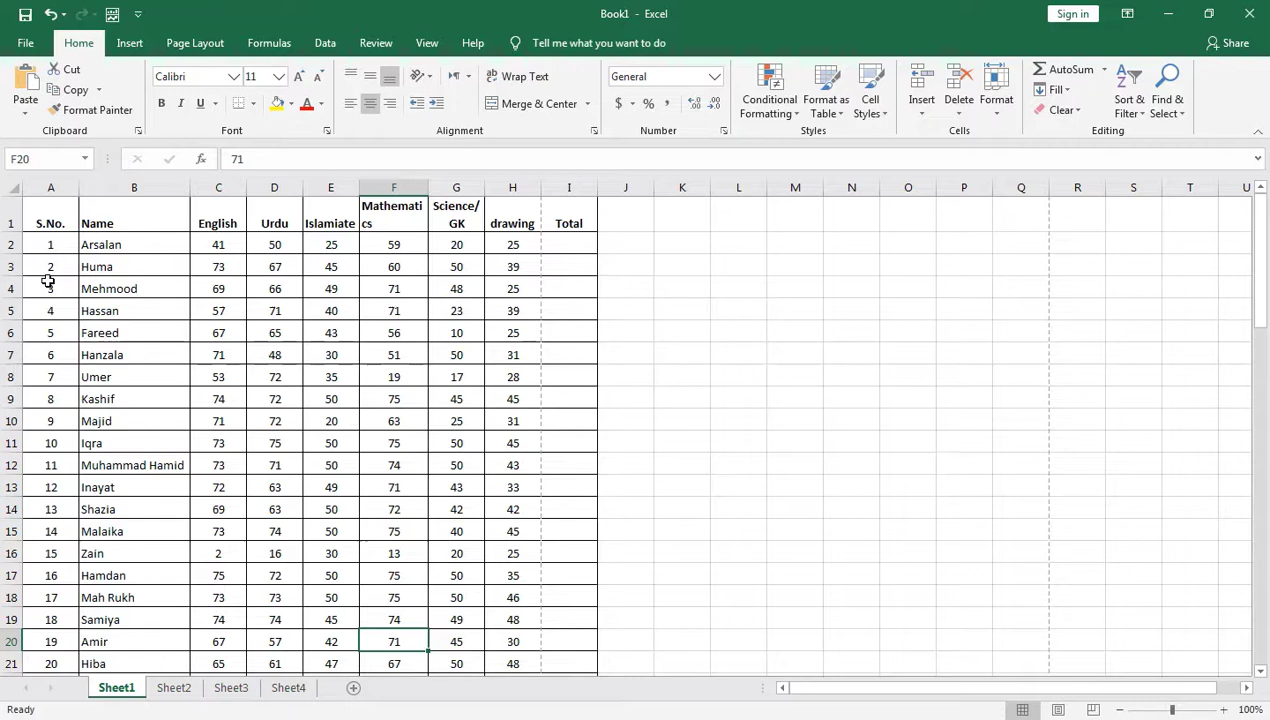 Book1 - Excel
Sign in
File Home Insert Page Layout Formulas Data Review View Help Tell me what you want to do Share
Paste
Cut
Copy
Format Painter
Clipboard
Calibri 11
B I U
Font
Wrap Text
Merge & Center
Alignment
General
$ % ,
Number
Conditional Formatting
Format as Table
Cell Styles
Styles
Insert Delete Format
Cells
AutoSum
Fill
Clear
Sort & Filter
Find & Select
Editing
F20 fx 71
A B C D E F G H I J K L M N O P Q R S T U
1 S.No. Name English Urdu Islamiate Mathematics Science/GK drawing Total
2 1 Arsalan 41 50 25 59 20 25
3 2 Huma 73 67 45 60 50 39
4 3 Mehmood 69 66 49 71 48 25
5 4 Hassan 57 71 40 71 23 39
6 5 Fareed 67 65 43 56 10 25
7 6 Hanzala 71 48 30 51 50 31
8 7 Umer 53 72 35 19 17 28
9 8 Kashif 74 72 50 75 45 45
10 9 Majid 71 72 20 63 25 31
11 10 Iqra 73 75 50 75 50 45
12 11 Muhammad Hamid 73 71 50 74 50 43
13 12 Inayat 72 63 49 71 43 33
14 13 Shazia 69 63 50 72 42 42
15 14 Malaika 73 74 50 75 40 45
16 15 Zain 2 16 30 13 20 25
17 16 Hamdan 75 72 50 75 50 35
18 17 Mah Rukh 73 73 50 75 50 46
19 18 Samiya 74 74 45 74 49 48
20 19 Amir 67 57 42 71 45 30
21 20 Hiba 65 61 47 67 50 48
Sheet1 Sheet2 Sheet3 Sheet4
Ready
100%